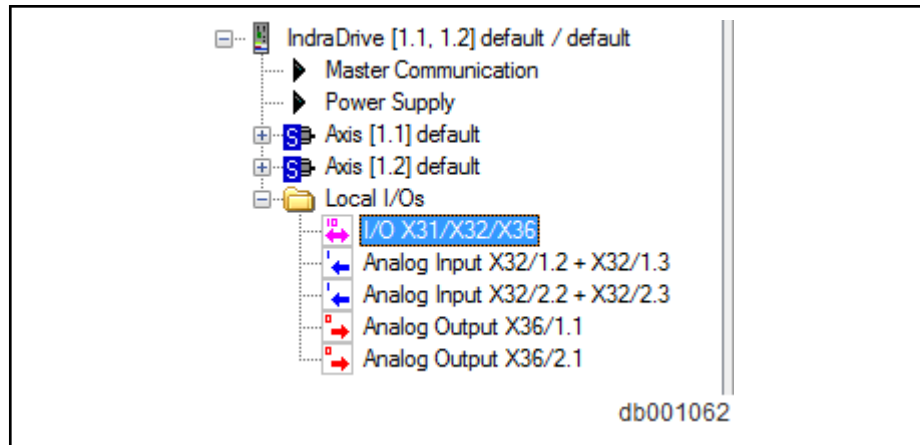 IndraDrive [1.1, 1.2] default / default
Master Communication
Power Supply
Axis [1.1] default
Axis [1.2] default
Local I/Os
I/O X31/X32/X36
Analog Input X32/1.2 + X32/1.3
Analog Input X32/2.2 + X32/2.3
Analog Output X36/1.1
Analog Output X36/2.1
db001062